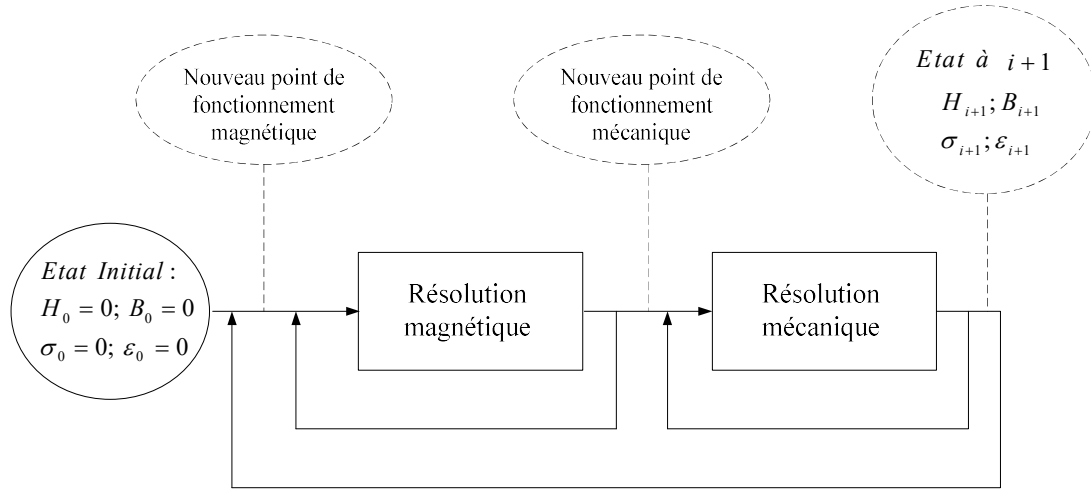 Nouveau point de
fonctionnement
magnétique
Nouveau point de
fonctionnement
mécanique
Etat à i+1
H_{i+1}; B_{i+1}
σ_{i+1}; ε_{i+1}
Etat Initial :
H_0 = 0; B_0 = 0
σ_0 = 0; ε_0 = 0
Résolution
magnétique
Résolution
mécanique